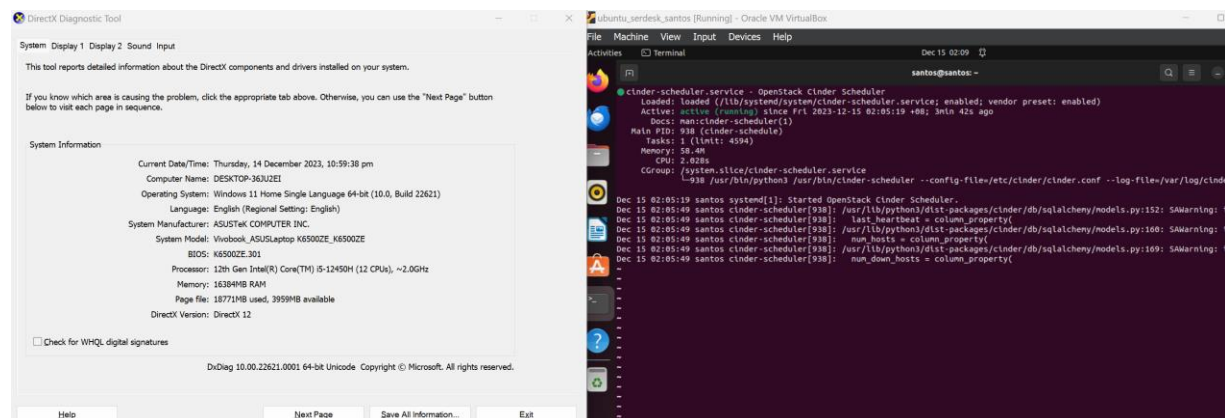 DirectX Diagnostic Tool
System Display 1 Display 2 Sound Input
This tool reports detailed information about the DirectX components and drivers installed on your system.
If you know which area is causing the problem, click the appropriate tab above. Otherwise, you can use the "Next Page" button
below to visit each page in sequence.
System Information
Current Date/Time: Thursday, 14 December 2023, 10:59:38 pm
Computer Name: DESKTOP-36JU2EI
Operating System: Windows 11 Home Single Language 64-bit (10.0, Build 22621)
Language: English (Regional Setting: English)
System Manufacturer: ASUSTeK COMPUTER INC.
System Model: Vivobook_ASUSLaptop K6500ZE_K6500ZE
BIOS: K6500ZE.301
Processor: 12th Gen Intel(R) Core(TM) i5-12450H (12 CPUs), ~2.0GHz
Memory: 16384MB RAM
Page file: 18771MB used, 3959MB available
DirectX Version: DirectX 12
Check for WHQL digital signatures
DxDiag 10.00.22621.0001 64-bit Unicode Copyright © Microsoft. All rights reserved.
Help Next Page Save All Information... Exit
ubuntu_serdesk_santos [Running] - Oracle VM VirtualBox
File Machine View Input Devices Help
Activities Terminal Dec 15 02:09
santos@santos: ~
cinder-scheduler.service - OpenStack Cinder Scheduler
Loaded: loaded (/lib/systemd/system/cinder-scheduler.service; enabled; vendor preset: enabled)
Active: active (running) since Fri 2023-12-15 02:05:19 +08; 3min 42s ago
Docs: man:cinder-scheduler(1)
Main PID: 938 (cinder-schedule)
Tasks: 1 (limit: 4594)
Memory: 58.4M
CPU: 2.028s
CGroup: /system.slice/cinder-scheduler.service
└─938 /usr/bin/python3 /usr/bin/cinder-scheduler --config-file=/etc/cinder/cinder.conf --log-file=/var/log/cinde
Dec 15 02:05:19 santos systemd[1]: Started OpenStack Cinder Scheduler.
Dec 15 02:05:49 santos cinder-scheduler[938]: /usr/lib/python3/dist-packages/cinder/db/sqlalchemy/models.py:152: SAWarning:
Dec 15 02:05:49 santos cinder-scheduler[938]: last_heartbeat = column_property(
Dec 15 02:05:49 santos cinder-scheduler[938]: /usr/lib/python3/dist-packages/cinder/db/sqlalchemy/models.py:160: SAWarning:
Dec 15 02:05:49 santos cinder-scheduler[938]: num_hosts = column_property(
Dec 15 02:05:49 santos cinder-scheduler[938]: /usr/lib/python3/dist-packages/cinder/db/sqlalchemy/models.py:169: SAWarning:
Dec 15 02:05:49 santos cinder-scheduler[938]: num_down_hosts = column_property(